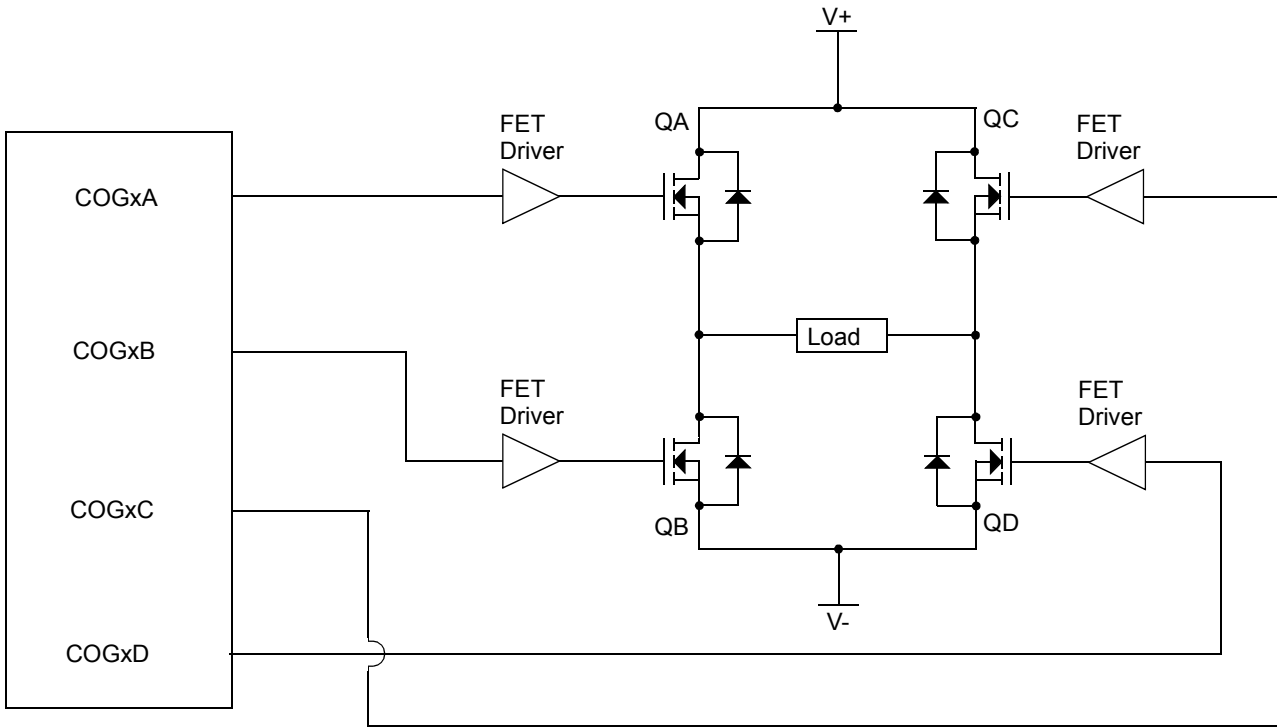 V+
QA
QC
FET
Driver
FET
Driver
COGxA
COGxB
Load
FET
Driver
FET
Driver
COGxC
QB
QD
V-
COGxD